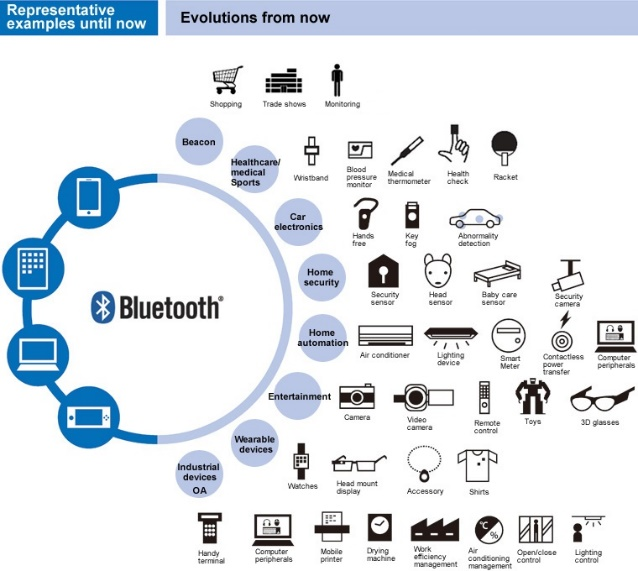 Representative
examples until now
Evolutions from now
Shopping
Trade shows
Monitoring
Beacon
Healthcare/
medical
Sports
Wristband
Blood
pressure
monitor
Medical
thermometer
Health
check
Racket
Car
electronics
Hands
free
Key
fog
Abnormality
detection
Home
security
Security
sensor
Head
sensor
Baby care
sensor
Security
camera
Home
automation
Air conditioner
Lighting
device
Smart
Meter
Contactless
power
transfer
Computer
peripherals
Bluetooth®
Entertainment
Camera
Video
camera
Remote
control
Toys
3D glasses
Wearable
devices
Watches
Head mount
display
Accessory
Shirts
Industrial
devices
OA
Handy
terminal
Computer
peripherals
Mobile
printer
Drying
machine
Work
efficiency
management
°C
%
Air
conditioning
management
Open/close
control
Lighting
control